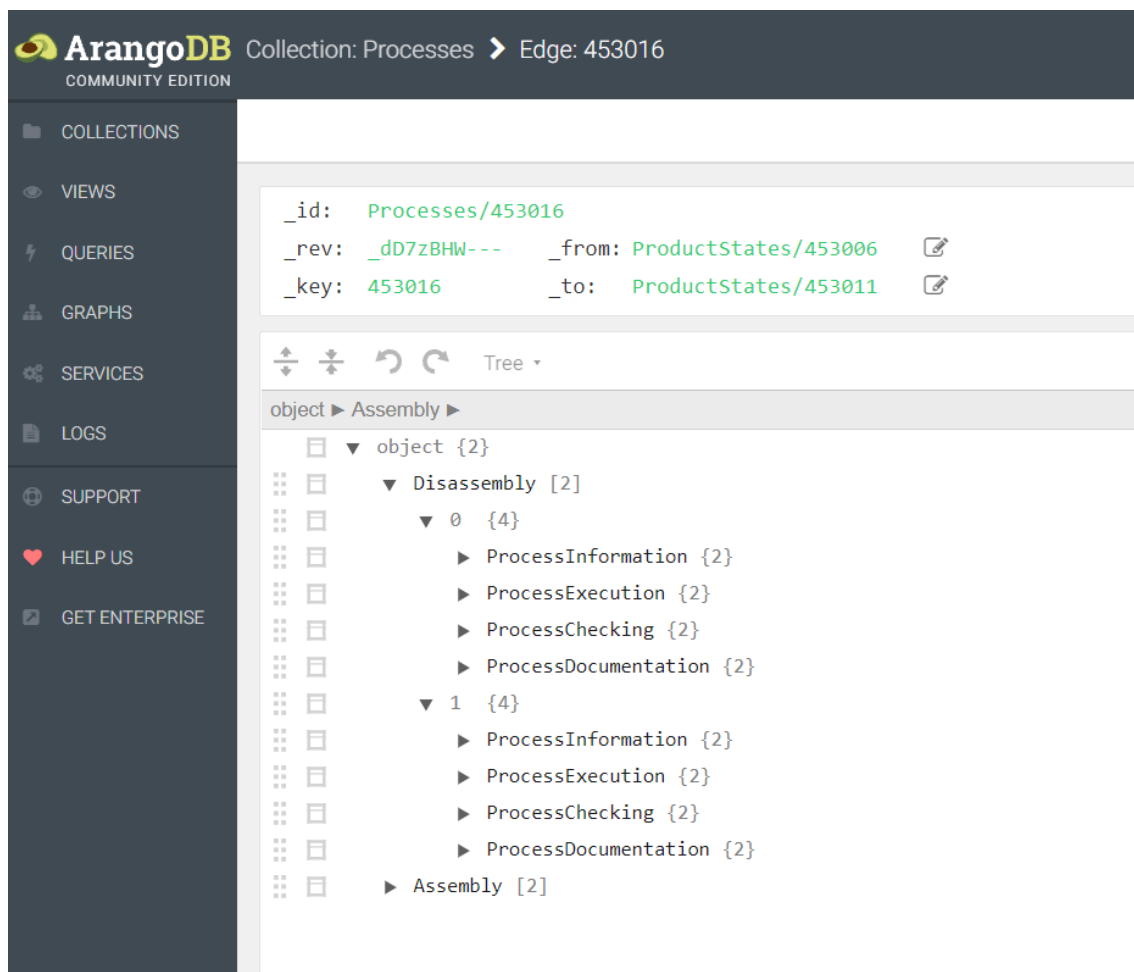 ArangoDB Collection: Processes > Edge: 453016
COMMUNITY EDITION
COLLECTIONS
VIEWS
QUERIES
GRAPHS
SERVICES
LOGS
SUPPORT
HELP US
GET ENTERPRISE
_id: Processes/453016
_rev: _dD7zBHW--- _from: ProductStates/453006
_key: 453016 _to: ProductStates/453011
Tree
object ► Assembly ►
▼ object {2}
▼ Disassembly [2]
▼ 0 {4}
► ProcessInformation {2}
► ProcessExecution {2}
► ProcessChecking {2}
► ProcessDocumentation {2}
▼ 1 {4}
► ProcessInformation {2}
► ProcessExecution {2}
► ProcessChecking {2}
► ProcessDocumentation {2}
► Assembly [2]